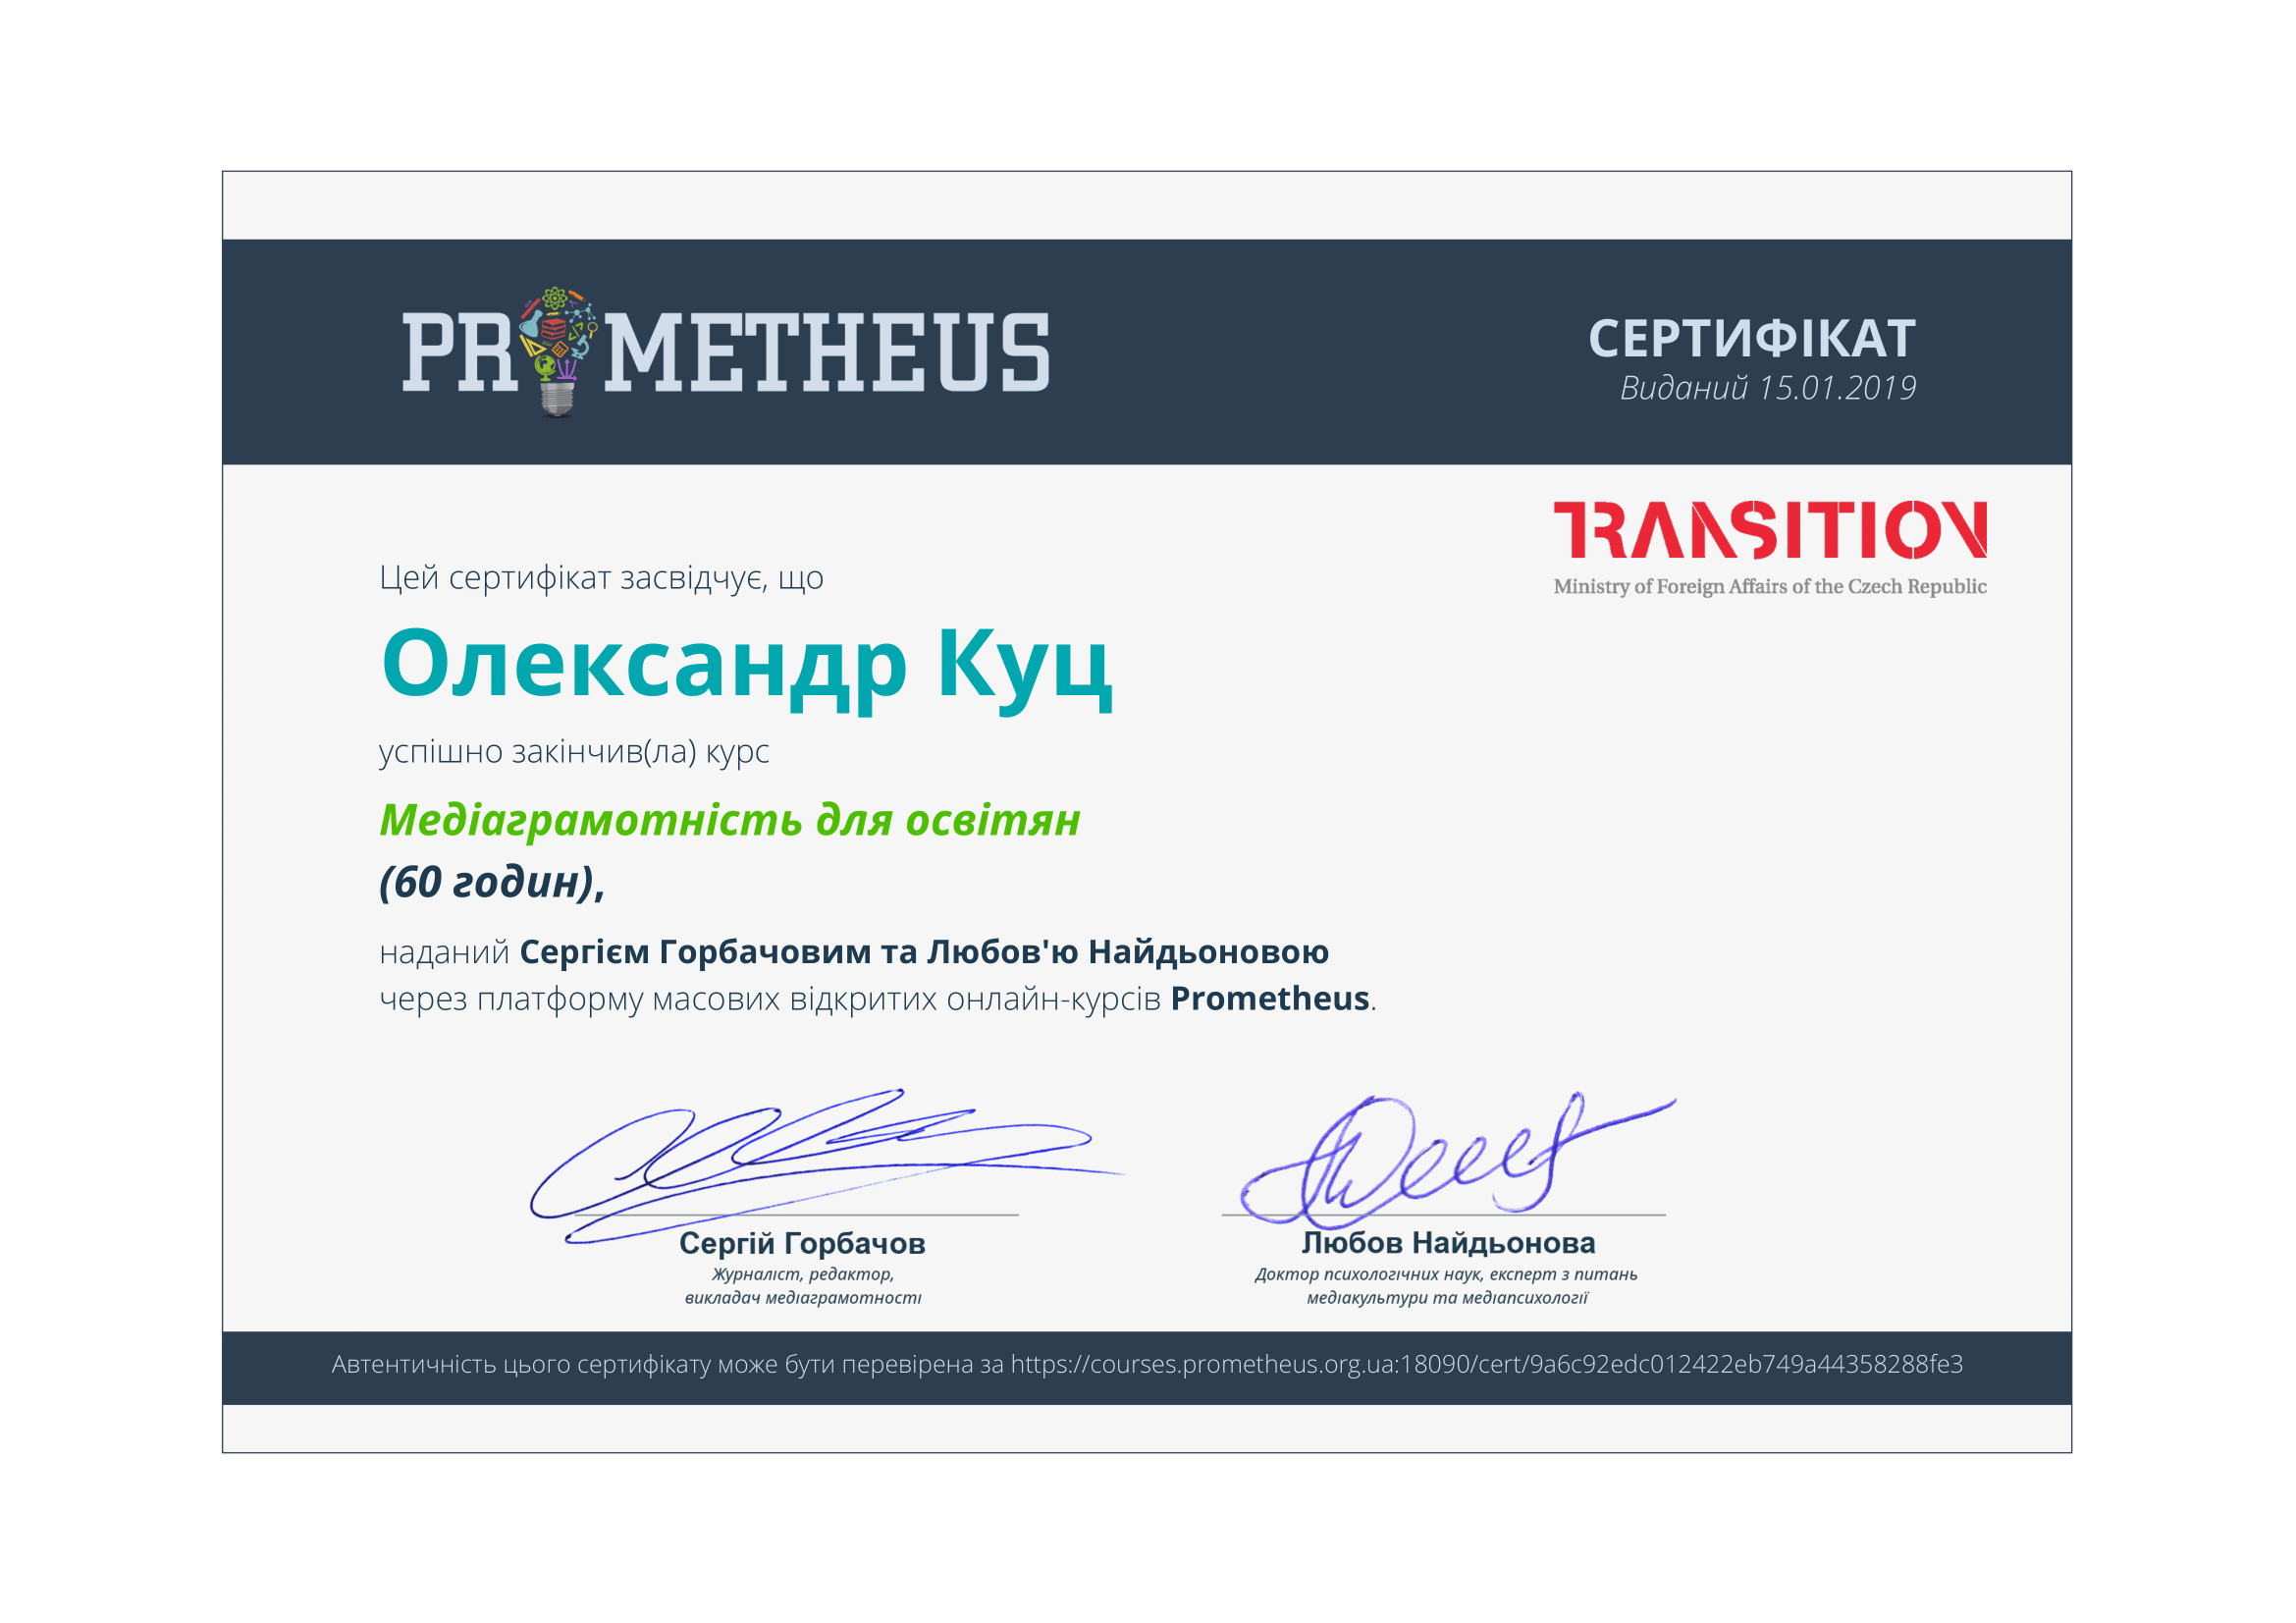 PROMETHEUS
СЕРТИФІКАТ
Виданий 15.01.2019
TRANSITION
Ministry of Foreign Affairs of the Czech Republic
Цей сертифікат засвідчує, що
Олександр Куц
успішно закінчив(ла) курс
Медіаграмотність для освітян
(60 годин),
наданий Сергієм Горбачовим та Любов'ю Найдьоновою
через платформу масових відкритих онлайн-курсів Prometheus.
Сергій Горбачов
Журналіст, редактор,
викладач медіаграмотності
Любов Найдьонова
Доктор психологічних наук, експерт з питань
медіакультури та медіапсихології
Автентичність цього сертифікату може бути перевірена за https://courses.prometheus.org.ua:18090/cert/9a6c92edc012422eb749a44358288fe3